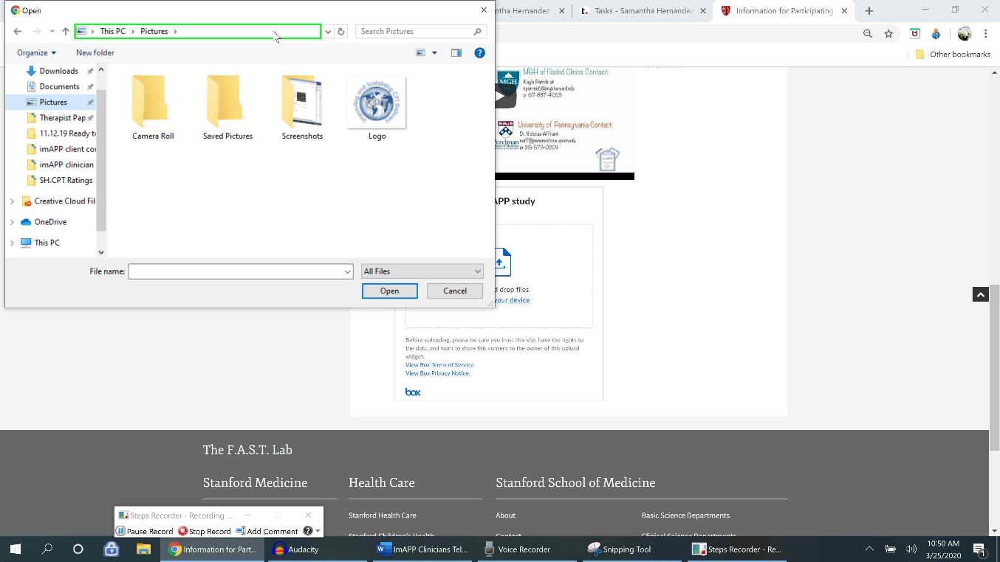 Open
This PC > Pictures >
Search Pictures
Organize
New folder
Downloads
Documents
Pictures
Therapist Pap
11.12.19 Ready to
imAPP client co
imAPP clinician
SH.CPT Ratings
Creative Cloud Fil
OneDrive
This PC
Camera Roll
Saved Pictures
Screenshots
Logo
CPT
File name:
All Files
Open
Cancel
ntha Hernandez
Tasks - Samantha Hernandez
Information for Participating
Other bookmarks
MGH
MGH affiliated Clinics Contact:
Kayla Patrick at
kpatrick6@mgh.harvard.edu
or 617-887-4063
University of Pennsylvania Contact:
Dr. Nicholas Affrunti
naff@pennmedicine.upenn.edu
or 215-573-0209
Perelman
APP study
d drop files
your device
Before uploading, please be sure you trust this site, have the rights to
the data, and want to share this content to the owner of this upload
widget.
View Box Terms of Service.
View Box Privacy Notice.
box
The F.A.S.T. Lab
Stanford Medicine
Health Care
Stanford School of Medicine
Stanford Health Care
About
Basic Science Departments
Stanford Children's Health
Contact
Clinical Science Departments
Steps Recorder - Recording ...
Pause Record
Stop Record
Add Comment
Information for Part...
Audacity
ImAPP Clinicians Tel...
Voice Recorder
Snipping Tool
Steps Recorder - Re...
10:50 AM
3/25/2020
1